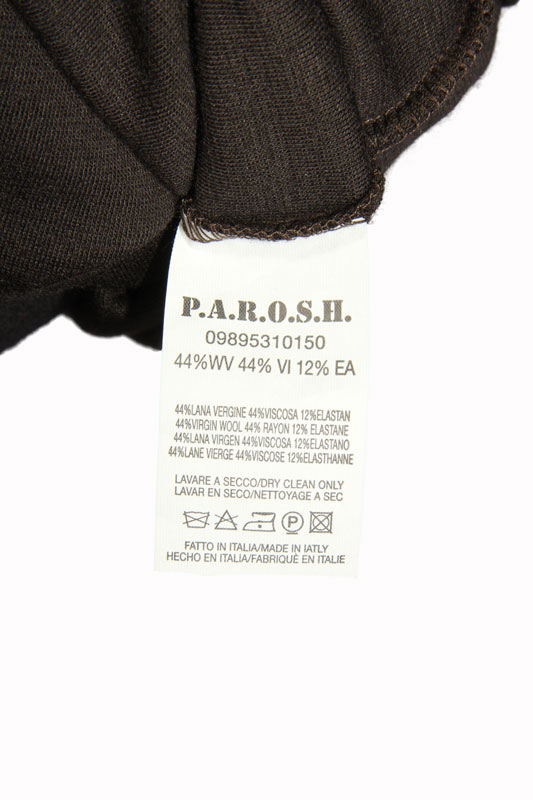 P.A.R.O.S.H.
09895310150
44%WV 44% VI 12% EA
44%LANA VERGINE 44%VISCOSA 12%ELASTAN
44%VIRGIN WOOL 44% RAYON 12% ELASTANE
44%LANA VIRGEN 44%VISCOSA 12%ELASTANO
44%LANE VIERGE 44%VISCOSE 12%ELASTHANNE
LAVARE A SECCO/DRY CLEAN ONLY
LAVAR EN SECO/NETTOYAGE A SEC
P
FATTO IN ITALIA/MADE IN IATLY
HECHO EN ITALIA/FABRIQUÉ EN ITALIE